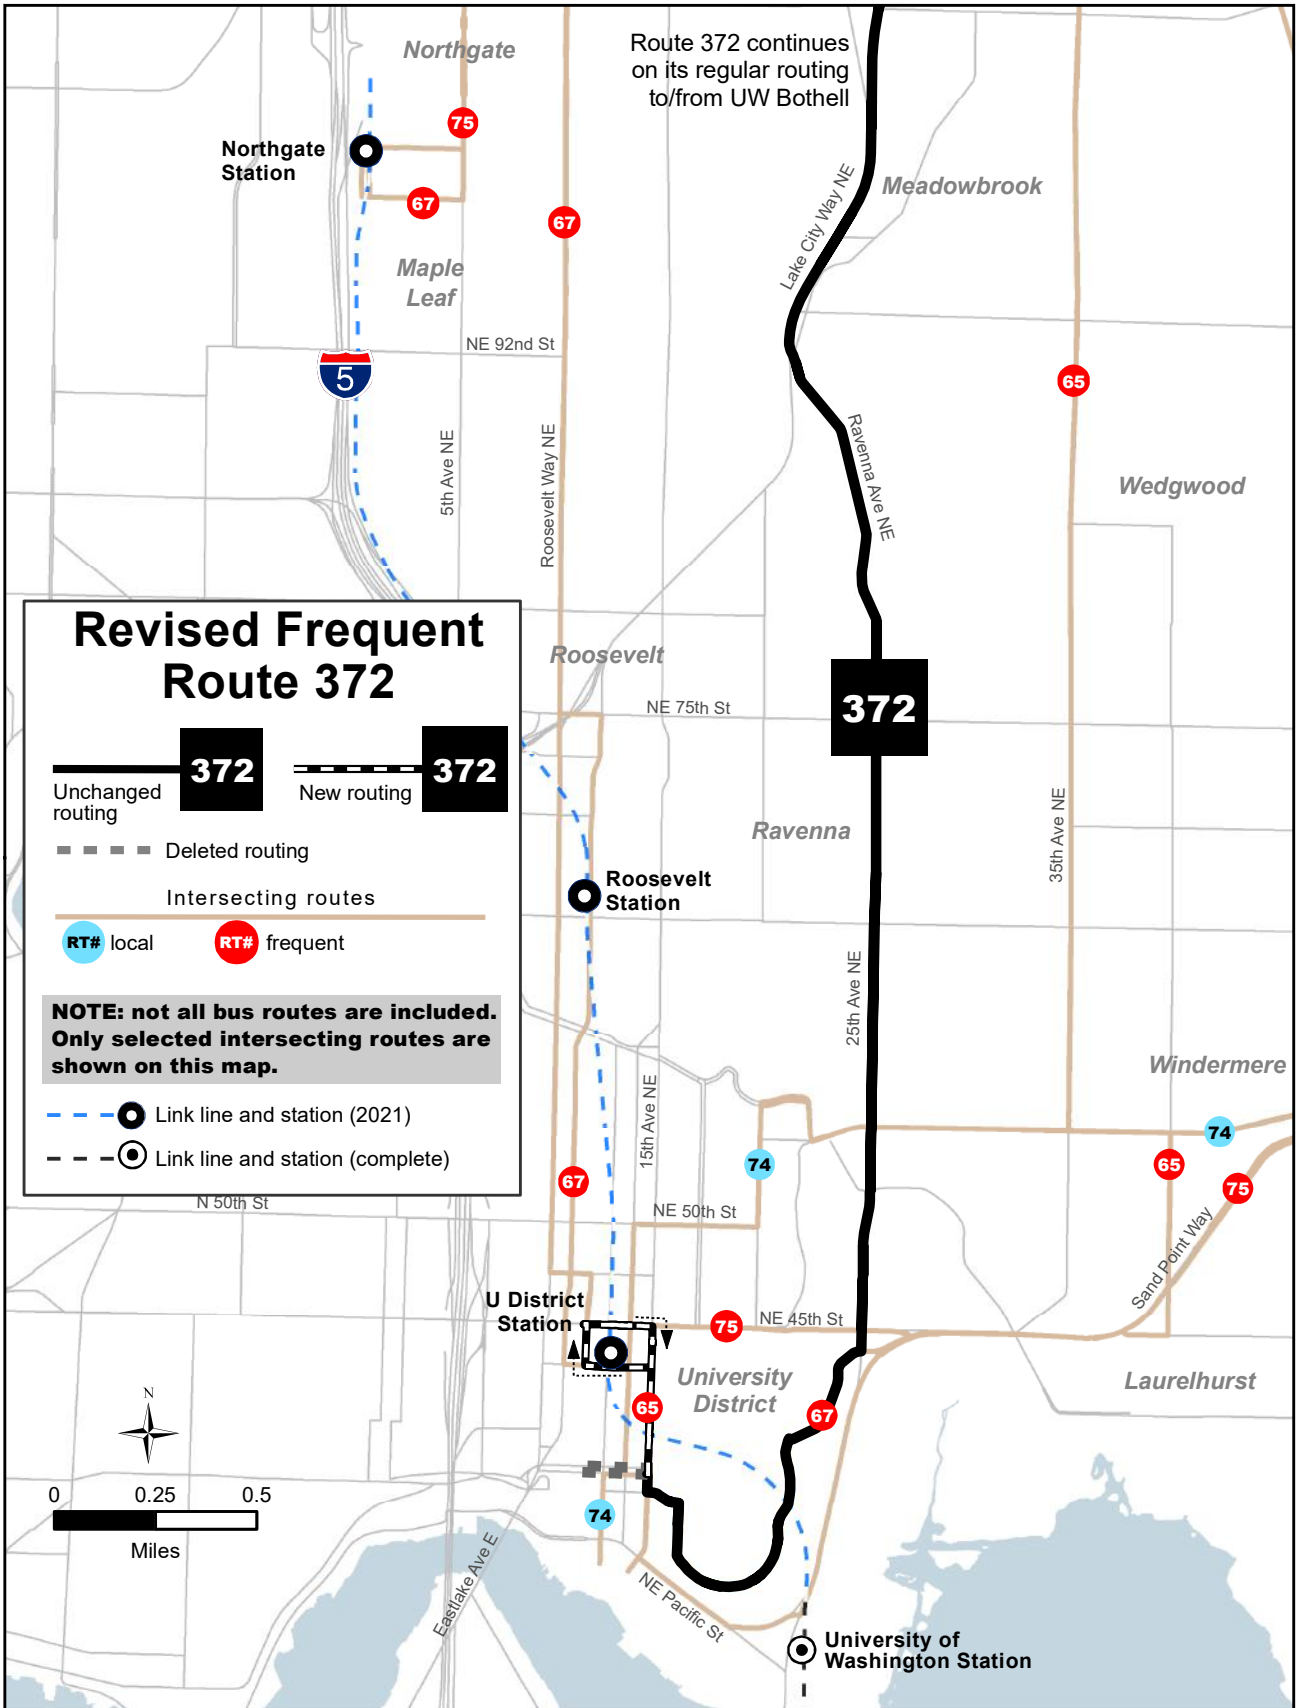 Northgate
Route 372 continues
on its regular routing
to/from UW Bothell
75
Northgate
Station
67
67
Lake City Way NE
Meadowbrook
Maple
Leaf
NE 92nd St
5
65
5th Ave NE
Roosevelt Way NE
Ravenna Ave NE
Wedgwood
Revised Frequent
Route 372
372
Unchanged
routing
372
New routing
Deleted routing
Intersecting routes
RT# local
RT# frequent
NOTE: not all bus routes are included.
Only selected intersecting routes are
shown on this map.
Link line and station (2021)
Link line and station (complete)
Roosevelt
NE 75th St
372
Ravenna
35th Ave NE
Roosevelt
Station
25th Ave NE
Windermere
15th Ave NE
74
74
65
67
75
N 50th St
NE 50th St
Sand Point Way
U District
Station
75
NE 45th St
University
District
Laurelhurst
65
67
N
0 0.25 0.5
Miles
74
Eastlake Ave E
NE Pacific St
University of
Washington Station